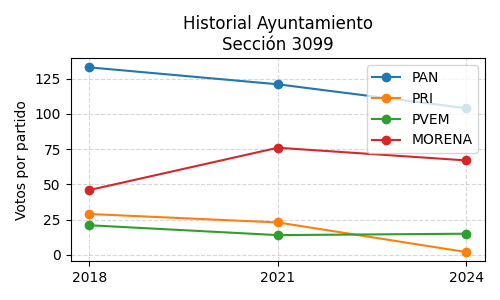 Historial Ayuntamiento
Sección 3099
Votos por partido
125
100
75
50
25
0
2018
2021
2024
PAN
PRI
PVEM
MORENA